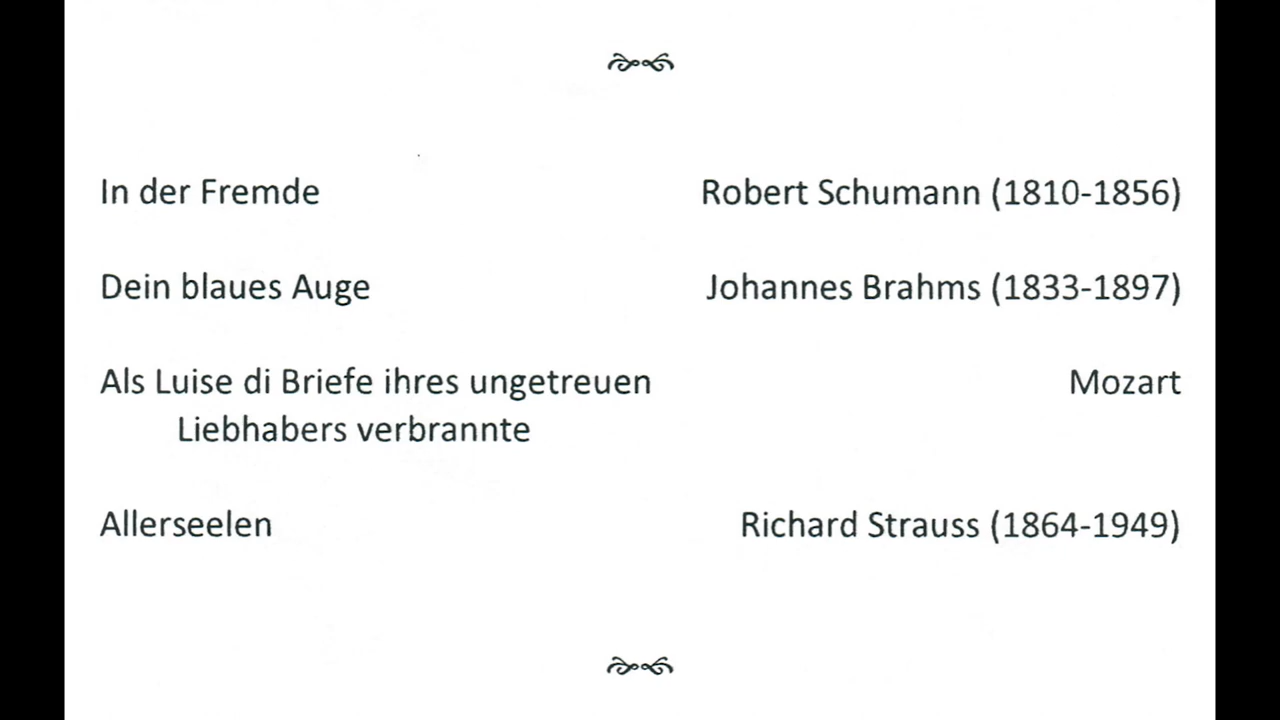 In der Fremde Robert Schumann (1810-1856)
Dein blaues Auge Johannes Brahms (1833-1897)
Als Luise di Briefe ihres ungetreuen Mozart
Liebhabers verbrannte
Allerseelen Richard Strauss (1864-1949)